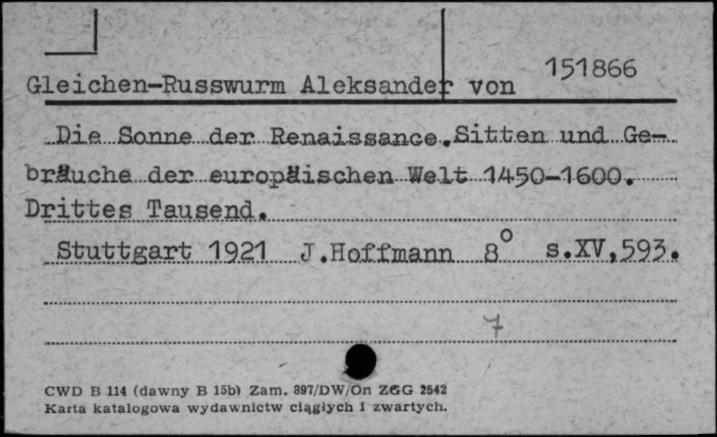 151866
Gleichen-Russwurm Aleksander von
Die Sonne der Renaissance.Sitten und Ge-
bräuche der europäischen Welt 1450-1600.
Drittes Tausend.
Stuttgart 1921 J.Hoffmann 8° s.XV,593.
7
CWD B 114 (dawny B 15b) Zam. 897/DW/On ZGG 2542
Karta katalogowa wydawnictw ciągłych i zwartych.